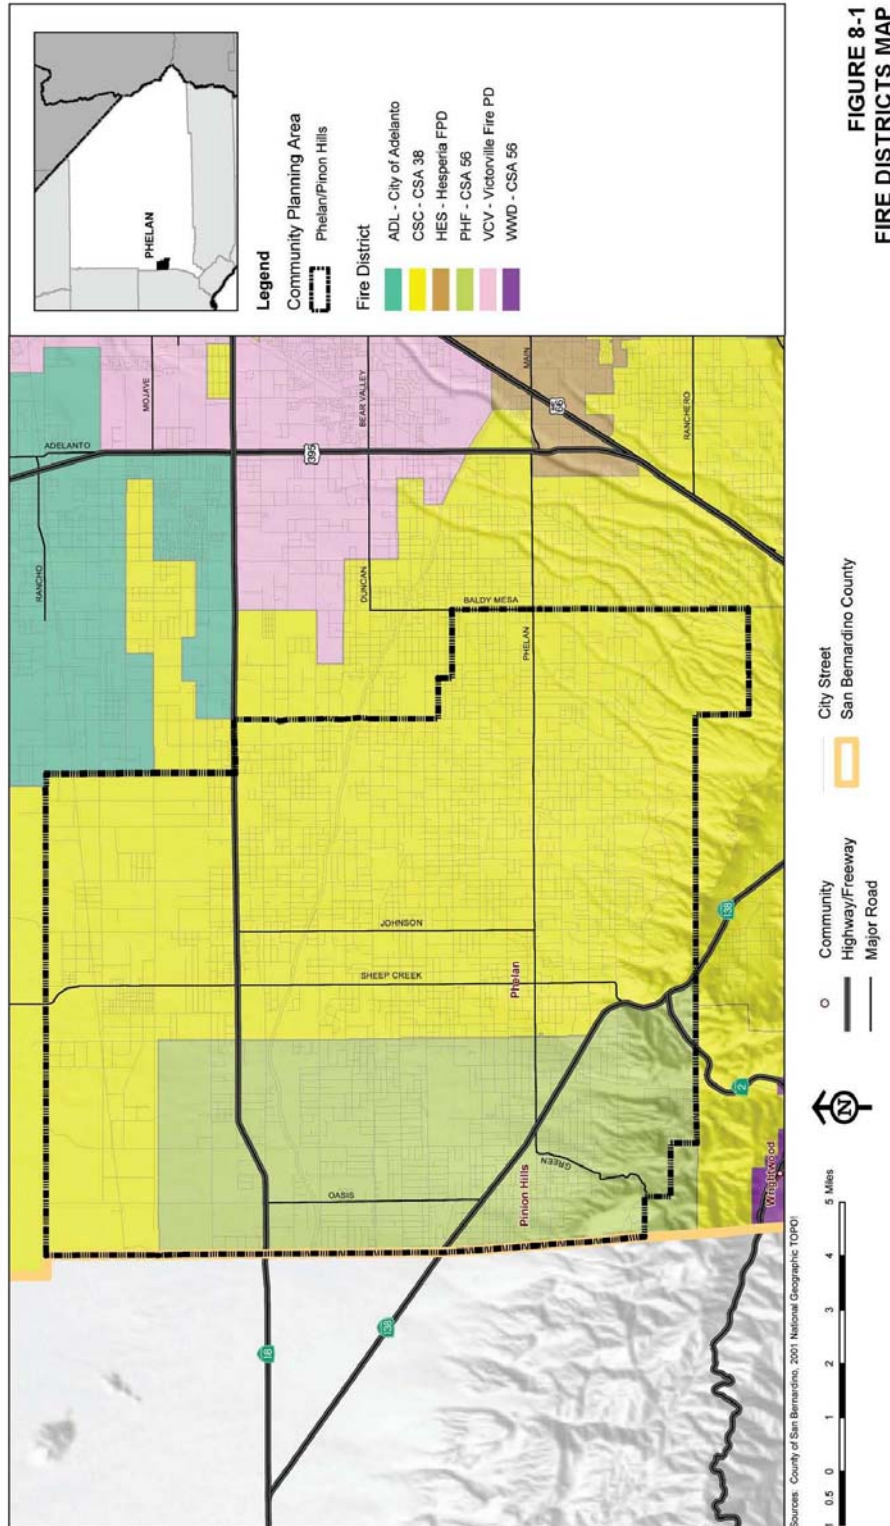 FIGURE 8-1
FIRE DISTRICTS MAP
PHELAN
Legend
Community Planning Area
Phelan/Pinon Hills
Fire District
ADL - City of Adelanto
CSC - CSA 38
HES - Hesperia FPD
PHF - CSA 56
VCV - Victorville Fire PD
WWD - CSA 56
ADELANTO
MOJAVE
RANCHO
395
BEAR VALLEY
DUNCAN
BALDY MESA
MAIN
66
RANCHERO
PHELAN
JOHNSON
SHEEP CREEK
Phelan
138
2
OASIS
GREEN
Pinion Hills
Wrightwood
18
138
Sources: County of San Bernardino, 2001 National Geographic TOPO!
1 0.5 0 1 2 3 4 5 Miles
N
Community
Highway/Freeway
Major Road
City Street
San Bernardino County